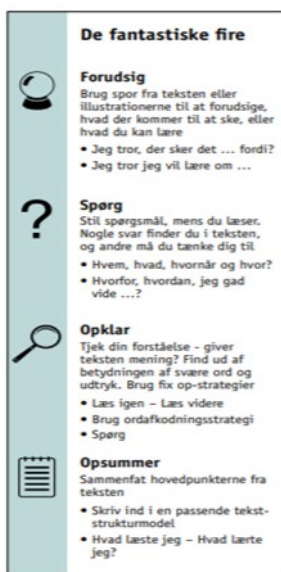 De fantastiske fire
Forudsig
Brug spor fra teksten eller
illustrationerne til at forudsige,
hvad der kommer til at ske, eller
hvad du kan lære
• Jeg tror, der sker det ... fordi?
• Jeg tror jeg vil lære om ...
?
Spørg
Stil spørgsmål, mens du læser.
Nogle svar finder du i teksten,
og andre må du tænke dig til
• Hvem, hvad, hvornår og hvor?
• Hvorfor, hvordan, jeg gad
vide ...?
Opklar
Tjek din forståelse - giver
teksten mening? Find ud af
betydningen af svære ord og
udtryk. Brug fix op-strategier
• Læs igen – Læs videre
• Brug ordafkodningsstrategi
• Spørg
Opsummer
Sammenfat hovedpunkterne fra
teksten
• Skriv ind i en passende tekst-
strukturmodel
• Hvad læste jeg – Hvad lærte
jeg?